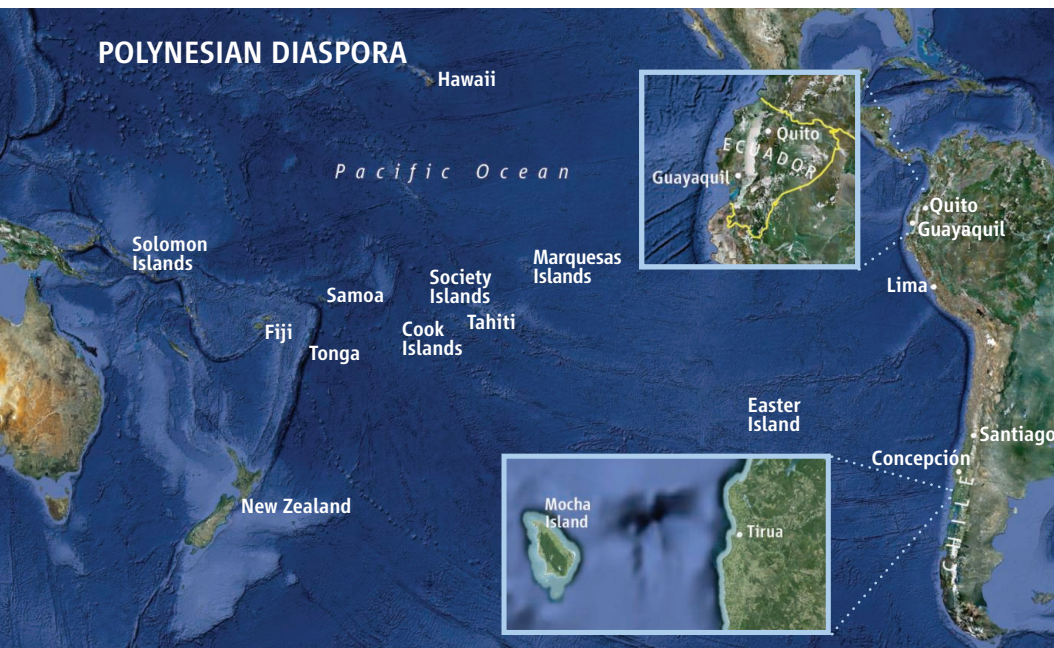 POLYNESIAN DIASPORA
Hawaii
Pacific Ocean
Quito
ECUADOR
Guayaquil
Quito
Guayaquil
Solomon
Islands
Marquesas
Islands
Society
Islands
Samoa
Lima
Tahiti
Fiji
Cook
Islands
Tonga
Easter
Island
Santiago
Concepción
CHILE
New Zealand
Mocha
Island
Tirua